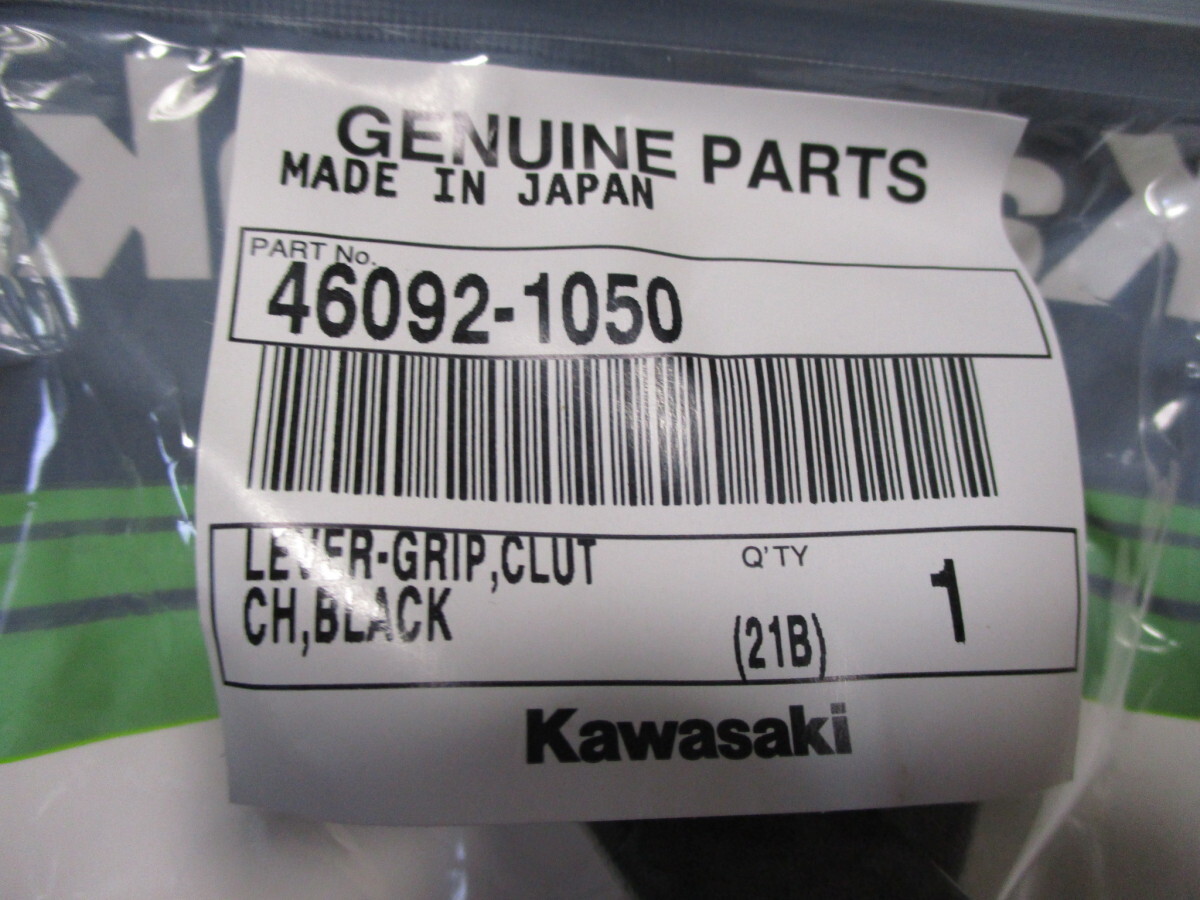 GENUINE PARTS
MADE IN JAPAN
PART No.
46092-1050
LEVER-GRIP,CLUT
CH,BLACK
Q'TY
(21B)
1
Kawasaki